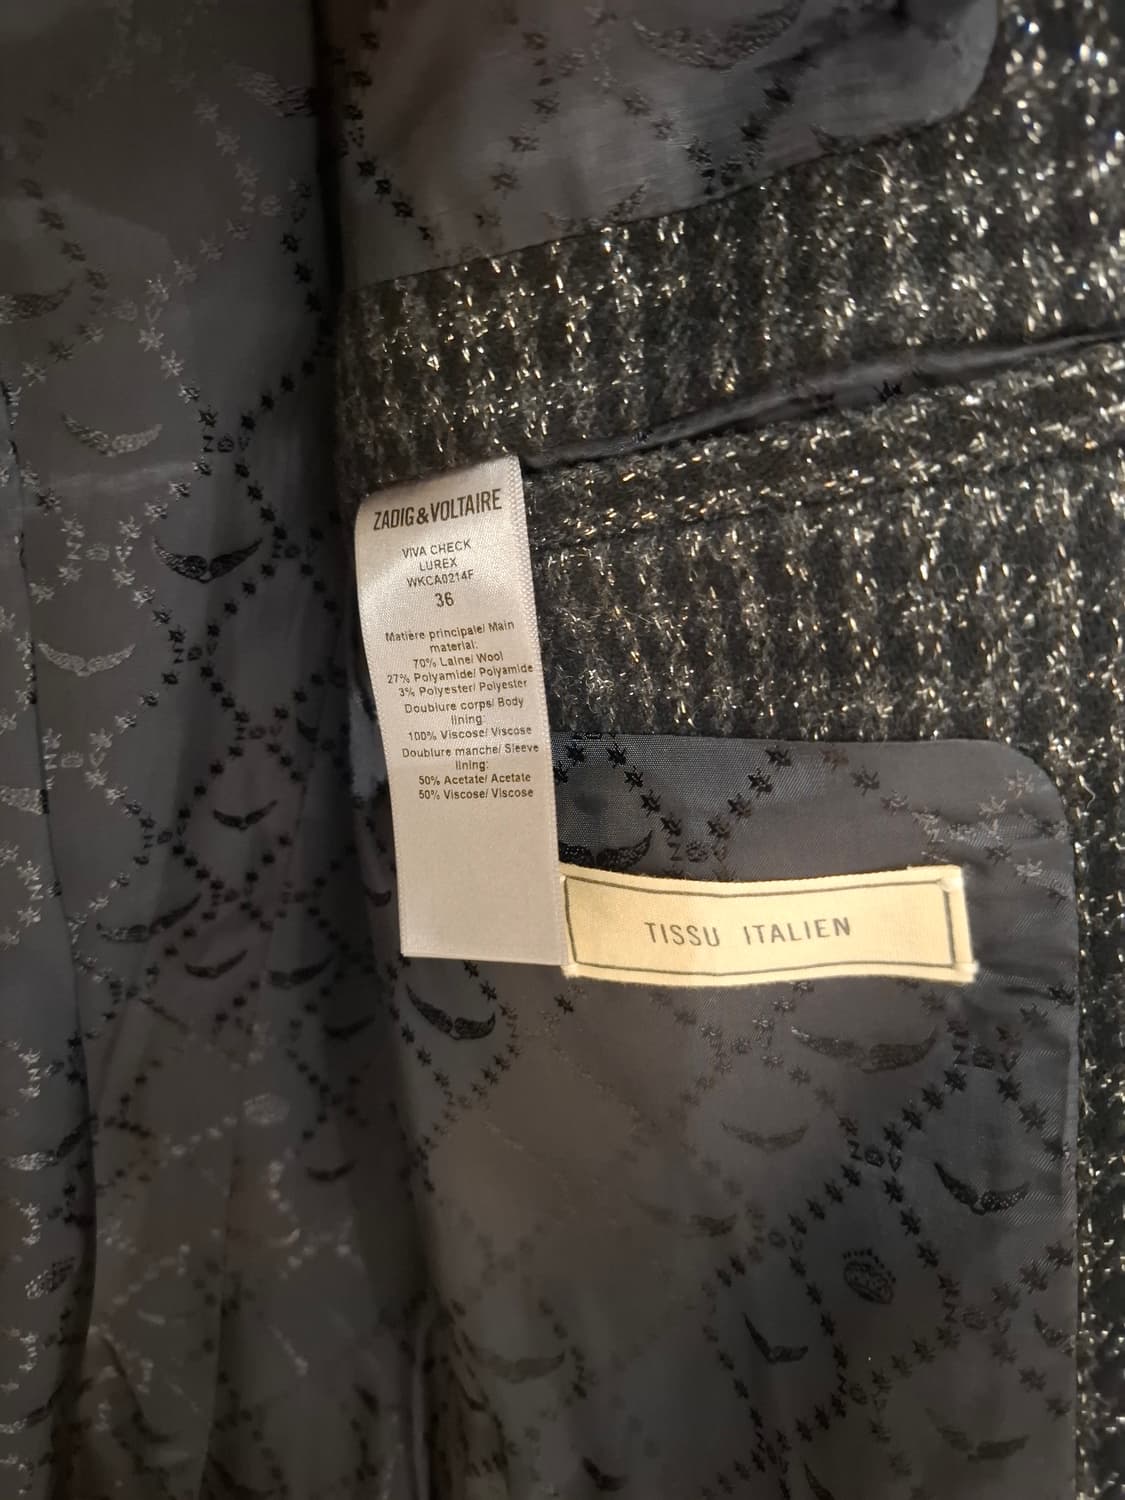 ZADIG&VOLTAIRE
VIVA CHECK
LUREX
WKCA0214F
36
Matière principale/ Main
material:
70% Laine/ Wool
27% Polyamide/ Polyamide
3% Polyester/ Polyester
Doublure corps/ Body
lining:
100% Viscose/ Viscose
Doublure manche/ Sleeve
lining:
50% Acetate/ Acetate
50% Viscose/ Viscose
TISSU ITALIEN